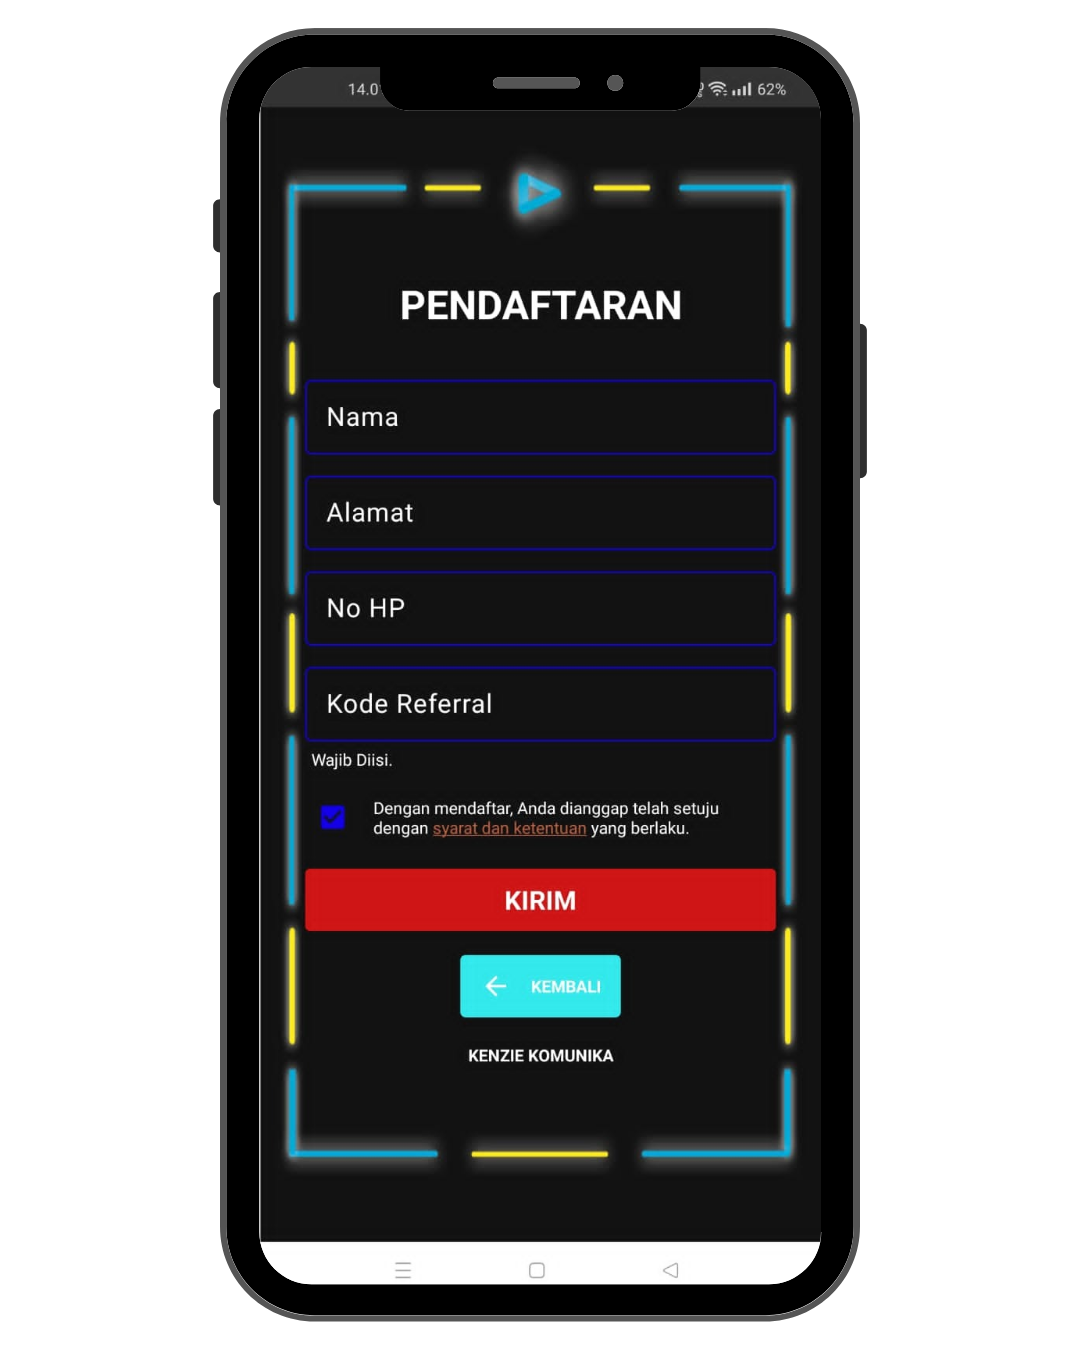 14.0
62%
PENDAFTARAN
Nama
Alamat
No HP
Kode Referral
Wajib Diisi.
Dengan mendaftar, Anda dianggap telah setuju
dengan syarat dan ketentuan yang berlaku.
KIRIM
KEMBALI
KENZIE KOMUNIKA